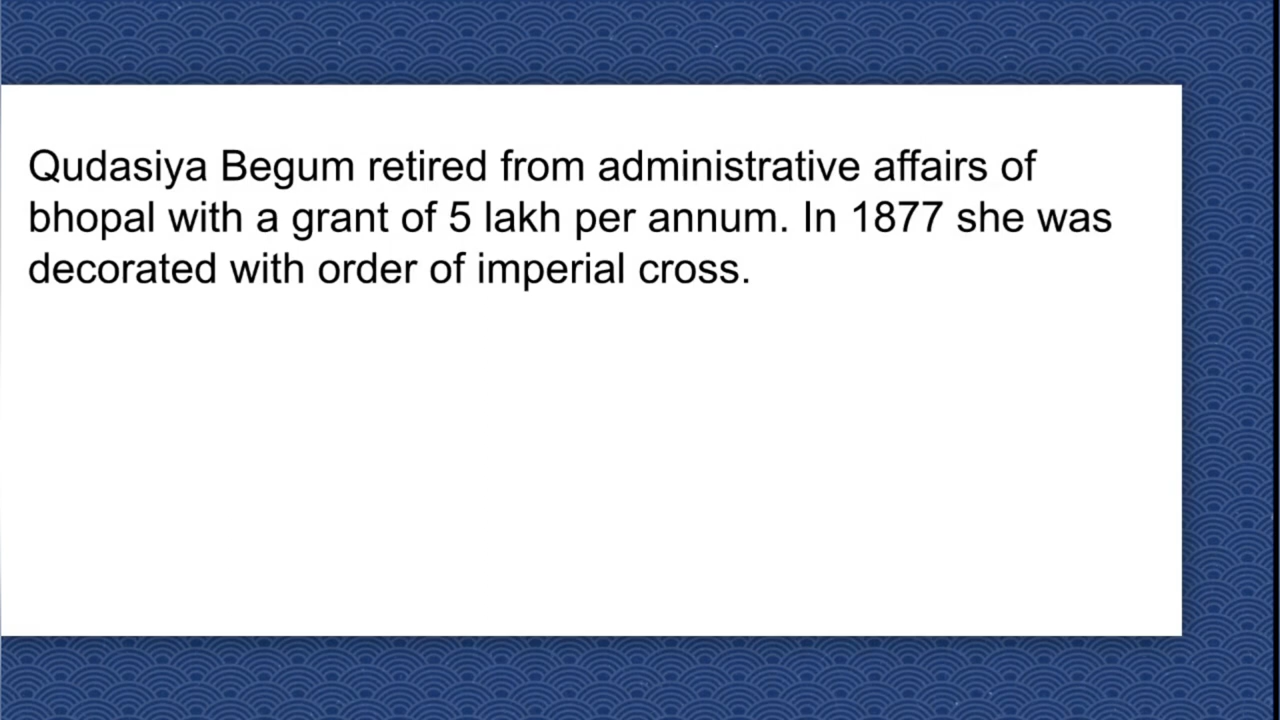 Qudasiya Begum retired from administrative affairs of
bhopal with a grant of 5 lakh per annum. In 1877 she was
decorated with order of imperial cross.